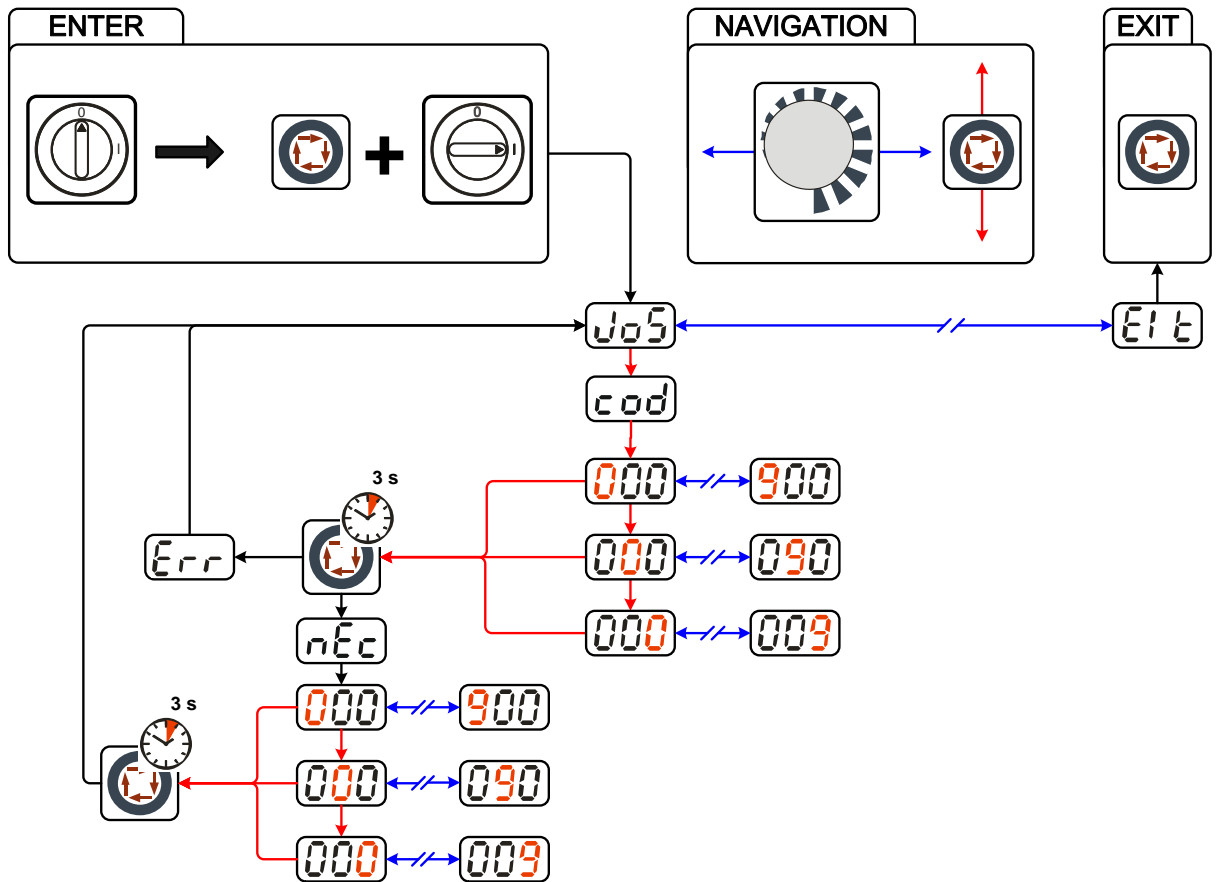 ENTER NAVIGATION EXIT
0 I 0 I
JoS EIt
cod
3 s
000 900
Err 000 090
nEc 000 009
3 s
000 900
000 090
000 009